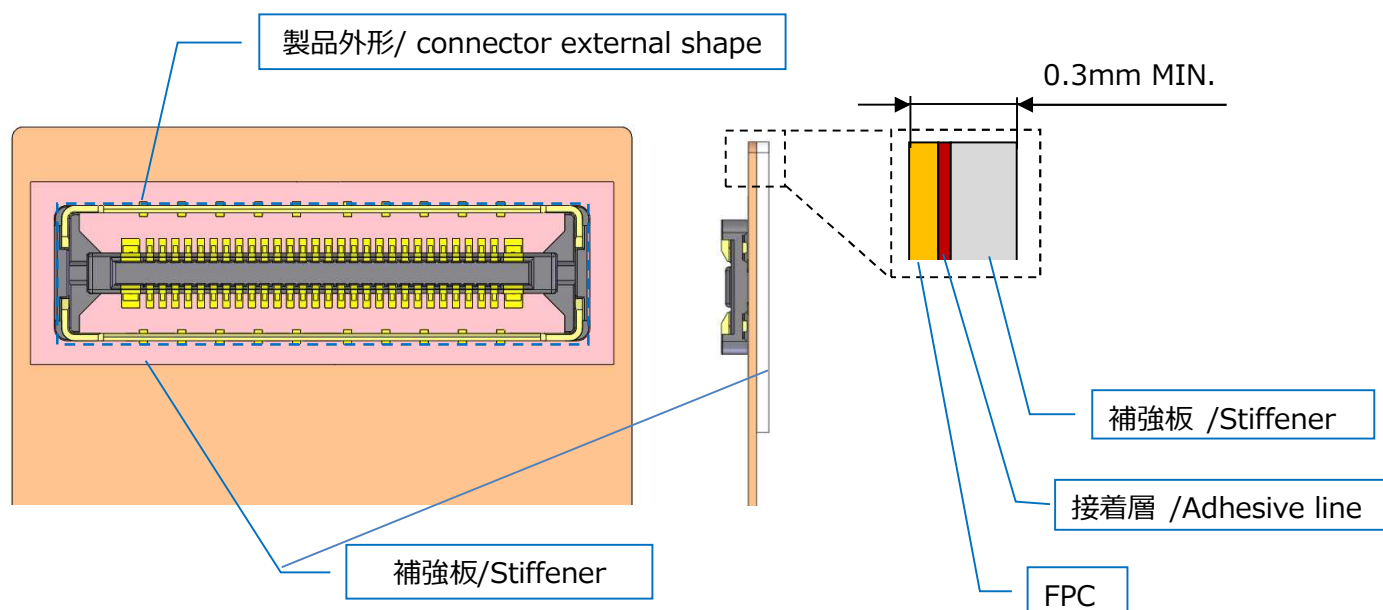 製品外形/ connector external shape
0.3mm MIN.
補強板 /Stiffener
接着層 /Adhesive line
補強板/Stiffener
FPC